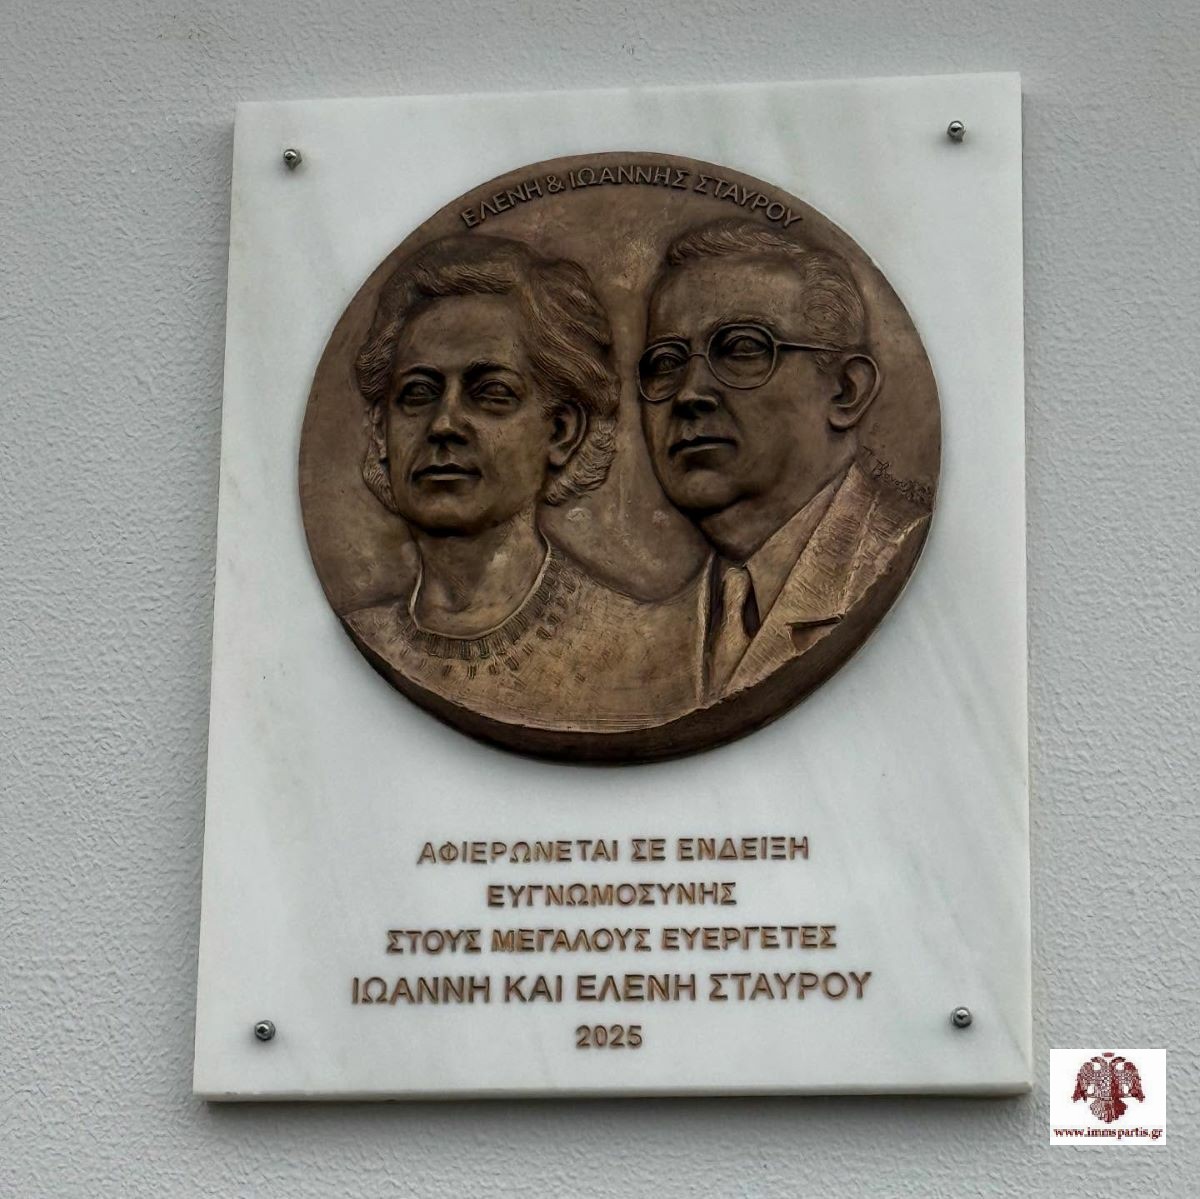 ΕΛΕΝΗ & ΙΩΑΝΝΗΣ ΣΤΑΥΡΟΥ
ΑΦΙΕΡΩΝΕΤΑΙ ΣΕ ΕΝΔΕΙΞΗ
ΕΥΓΝΩΜΟΣΥΝΗΣ
ΣΤΟΥΣ ΜΕΓΑΛΟΥΣ ΕΥΕΡΓΕΤΕΣ
ΙΩΑΝΝΗ ΚΑΙ ΕΛΕΝΗ ΣΤΑΥΡΟΥ
2025
www.immspartis.gr